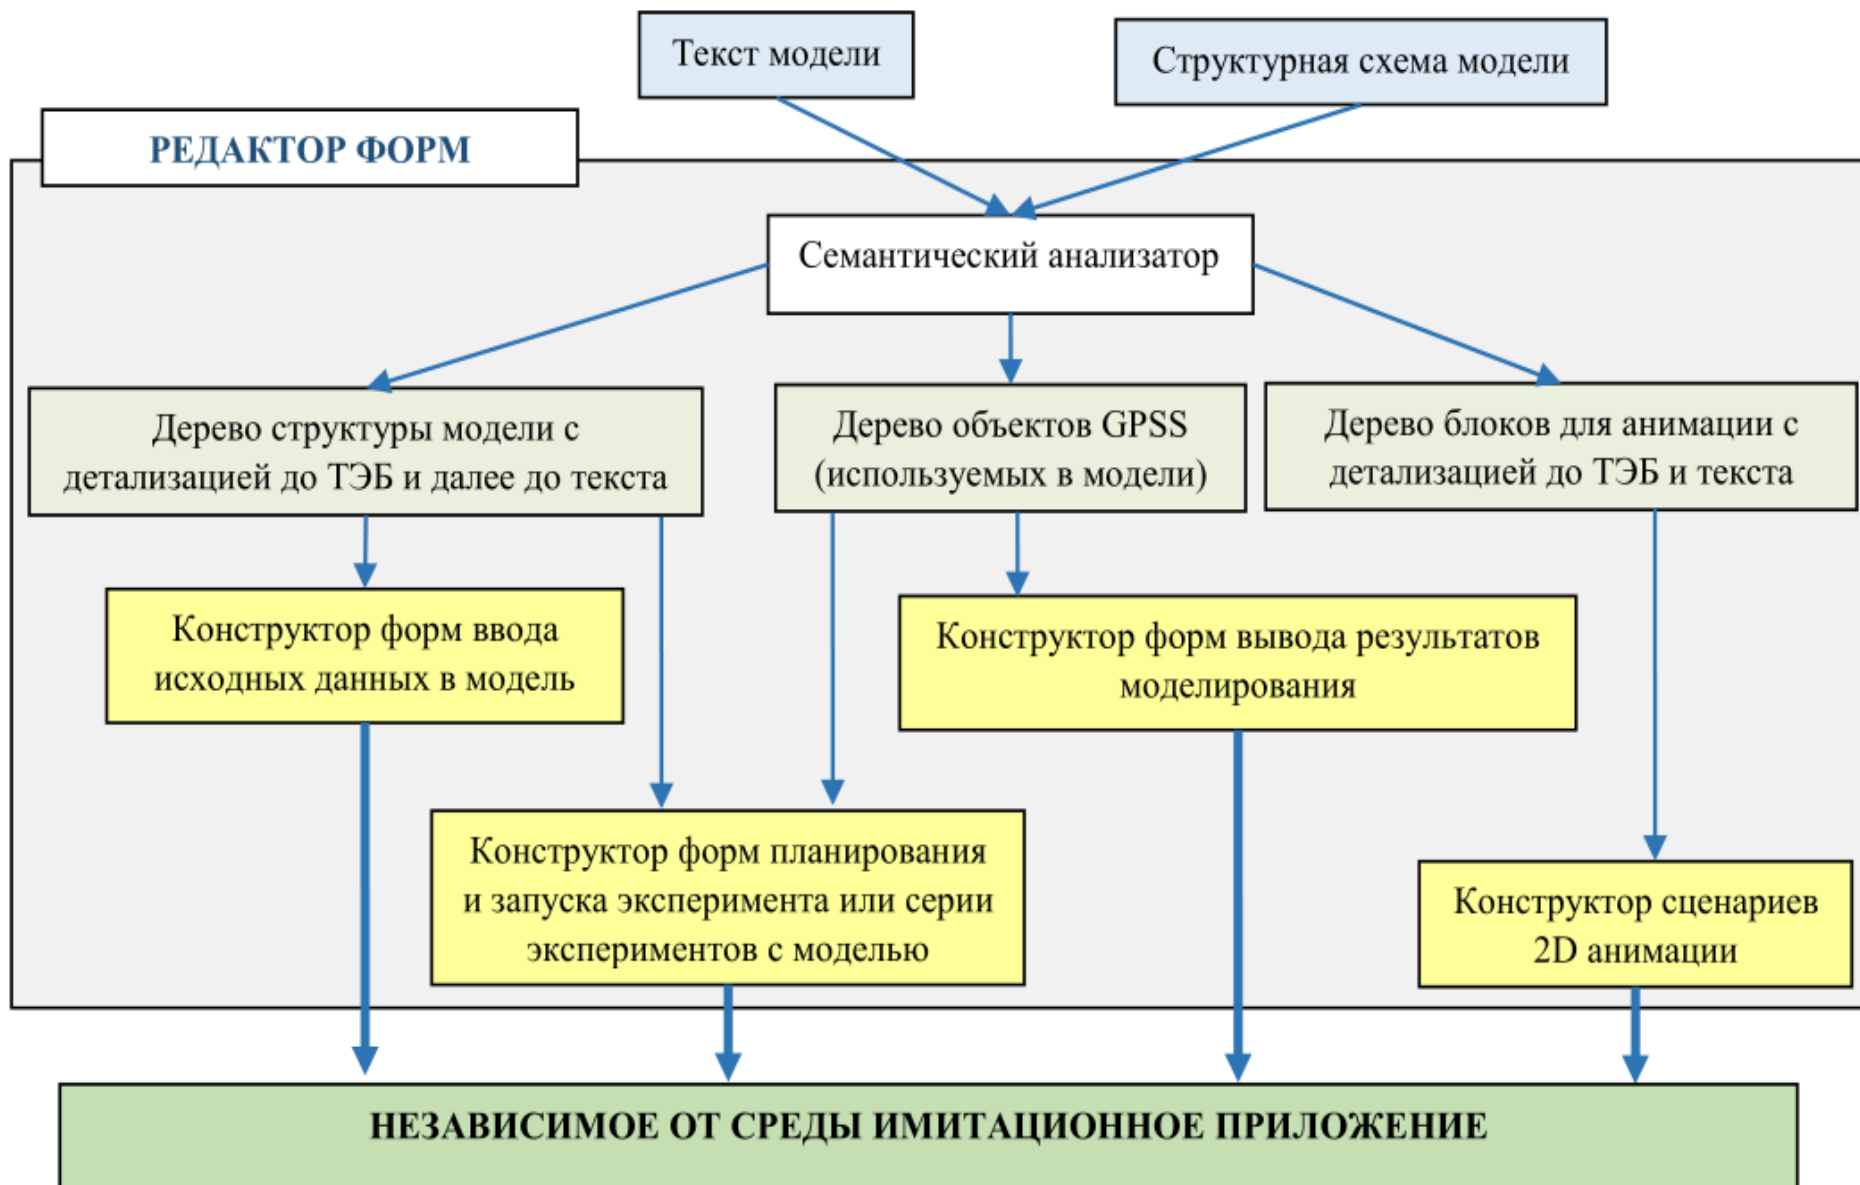 Текст модели
Структурная схема модели
РЕДАКТОР ФОРМ
Семантический анализатор
Дерево структуры модели с
детализацией до ТЭБ и далее до текста
Дерево объектов GPSS
(используемых в модели)
Дерево блоков для анимации с
детализацией до ТЭБ и текста
Конструктор форм ввода
исходных данных в модель
Конструктор форм вывода результатов
моделирования
Конструктор форм планирования
и запуска эксперимента или серии
экспериментов с моделью
Конструктор сценариев
2D анимации
НЕЗАВИСИМОЕ ОТ СРЕДЫ ИМИТАЦИОННОЕ ПРИЛОЖЕНИЕ